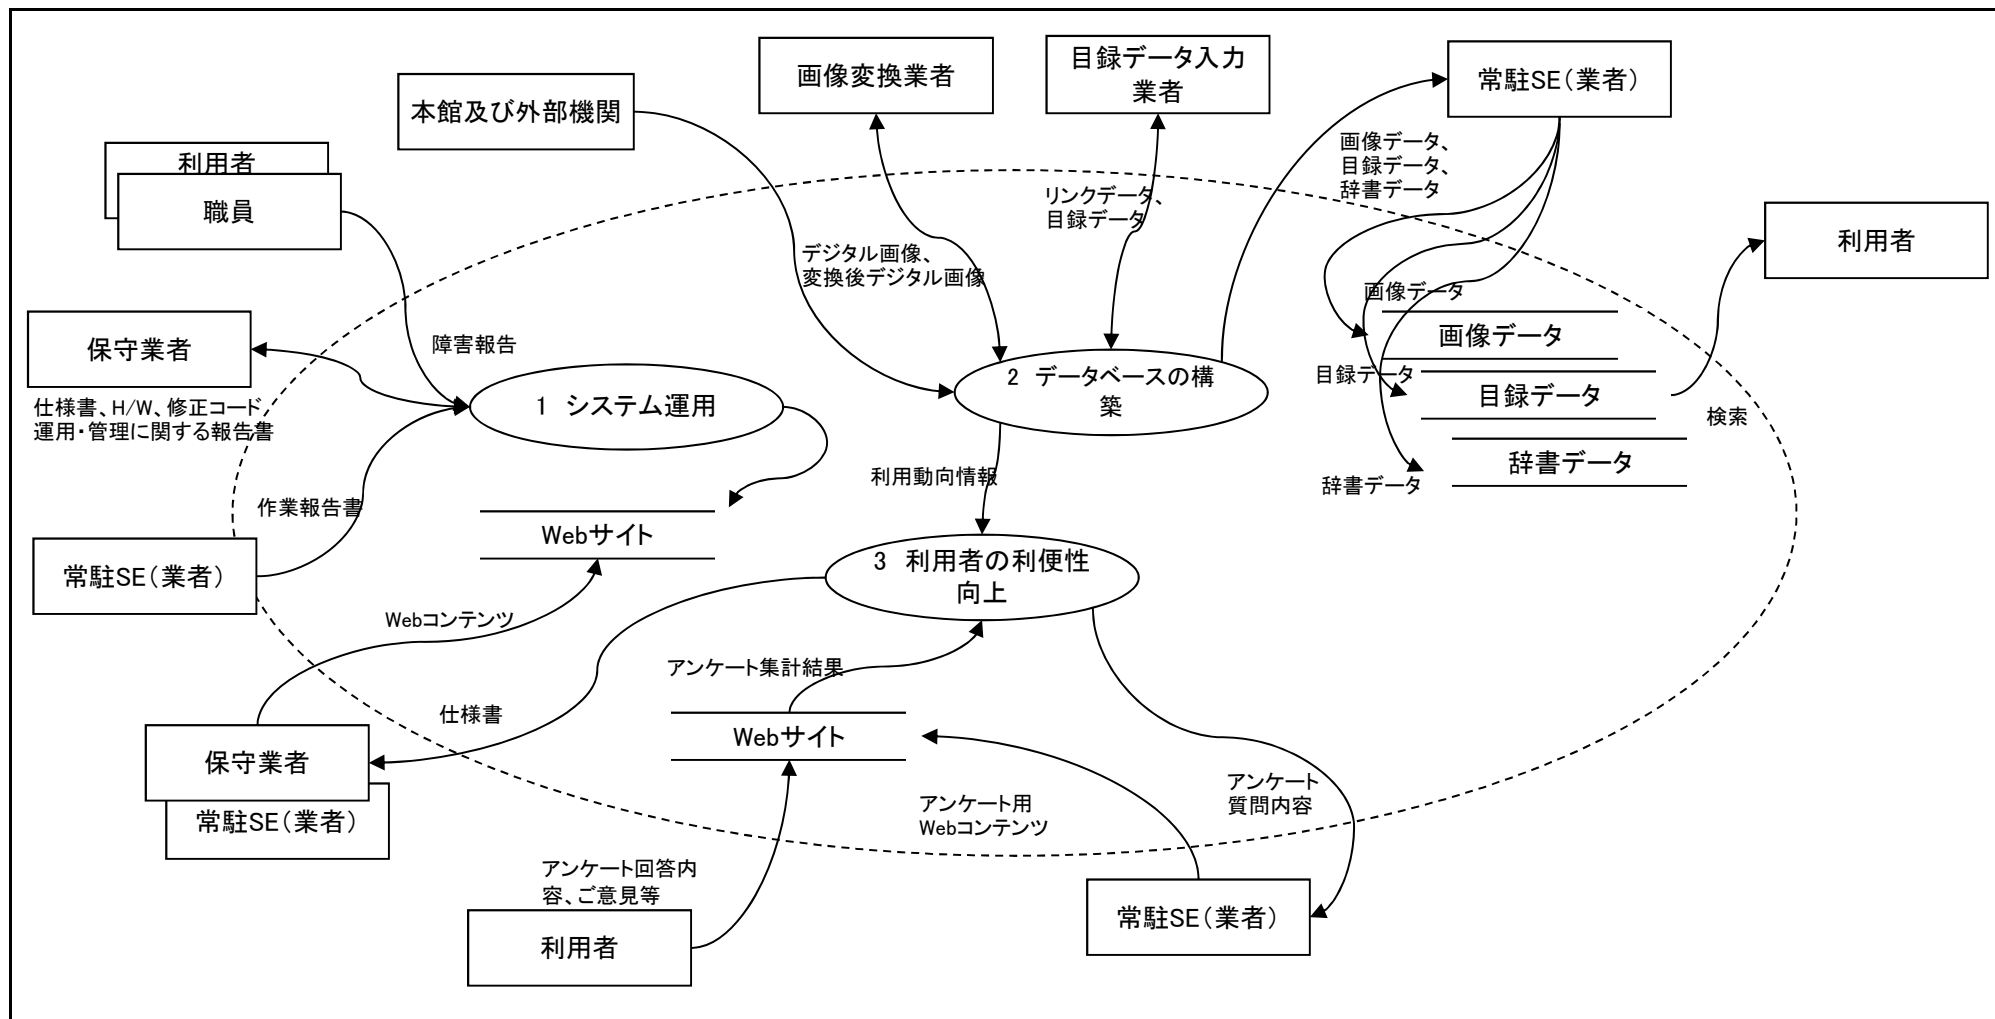 画像変換業者
目録データ入力
業者
常駐SE（業者）
本館及び外部機関
利用者
職員
画像データ、
目録データ、
辞書データ
リンクデータ、
目録データ
利用者
デジタル画像、
変換後デジタル画像
画像データ
画像データ
保守業者
障害報告
目録データ
目録データ
検索
仕様書、H/W、修正コード
運用・管理に関する報告書
1　システム運用
2　データベースの構
築
辞書データ
辞書データ
利用動向情報
作業報告書
Webサイト
常駐SE（業者）
3　利用者の利便性
向上
Webコンテンツ
アンケート集計結果
仕様書
Webサイト
保守業者
常駐SE（業者）
アンケート
質問内容
アンケート用
Webコンテンツ
アンケート回答内
容、ご意見等
利用者
常駐SE（業者）